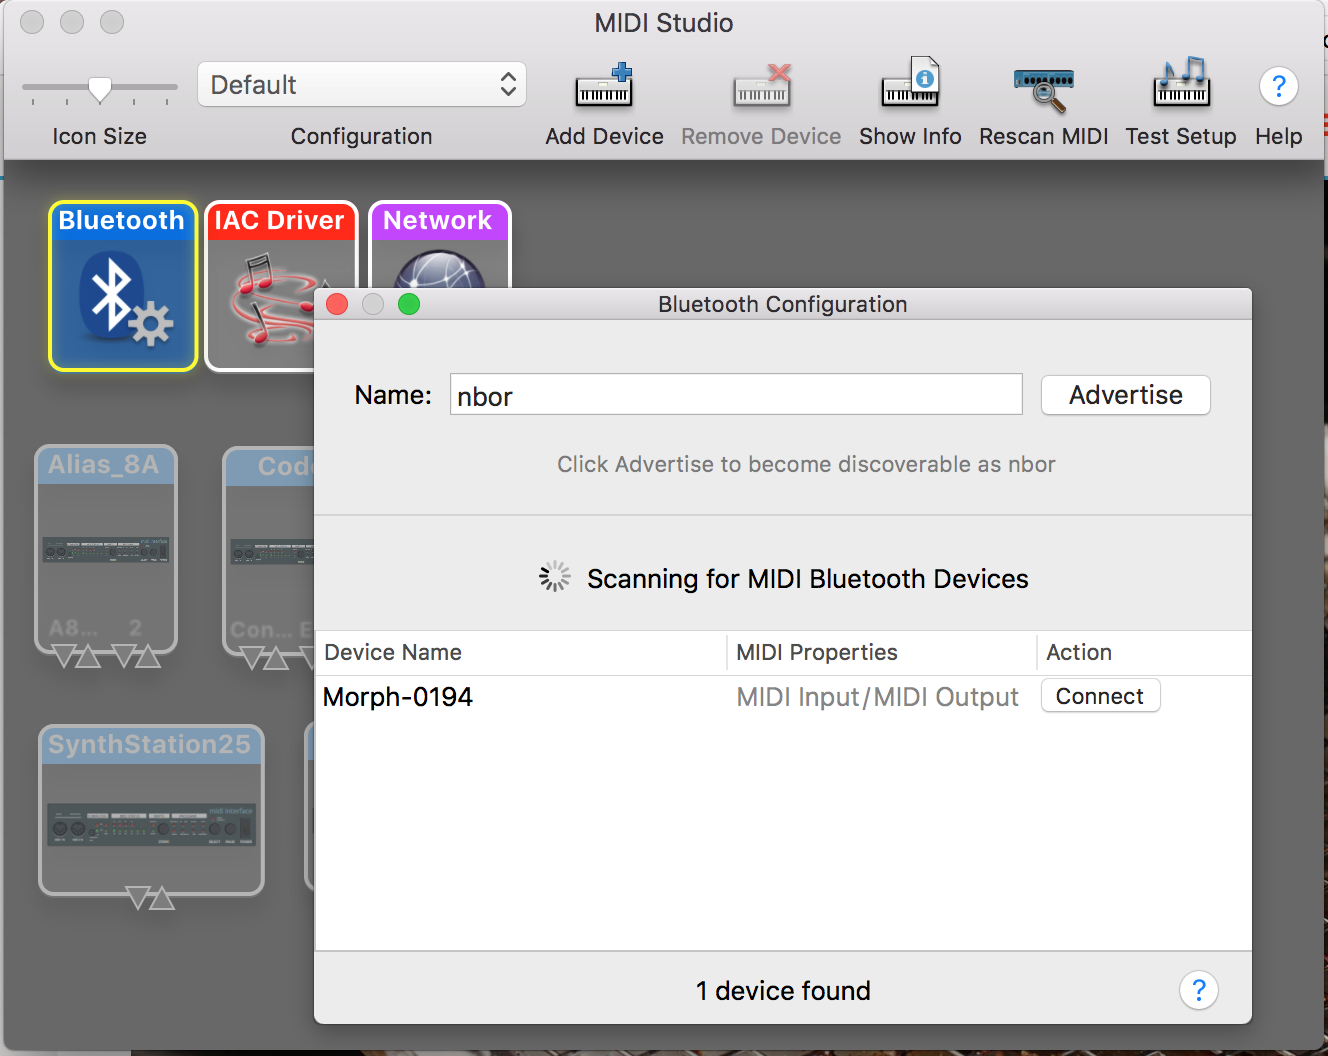 MIDI Studio
Default
Icon Size
Configuration
Add Device
Remove Device
Show Info
Rescan MIDI
Test Setup
?
Help
Bluetooth
IAC Driver
Network
Bluetooth Configuration
Name:
nbor
Advertise
Click Advertise to become discoverable as nbor
Alias_8A
A8... 2
Con...
Scanning for MIDI Bluetooth Devices
Device Name
MIDI Properties
Action
Morph-0194
MIDI Input/MIDI Output
Connect
SynthStation25
midi interface
1 device found
?